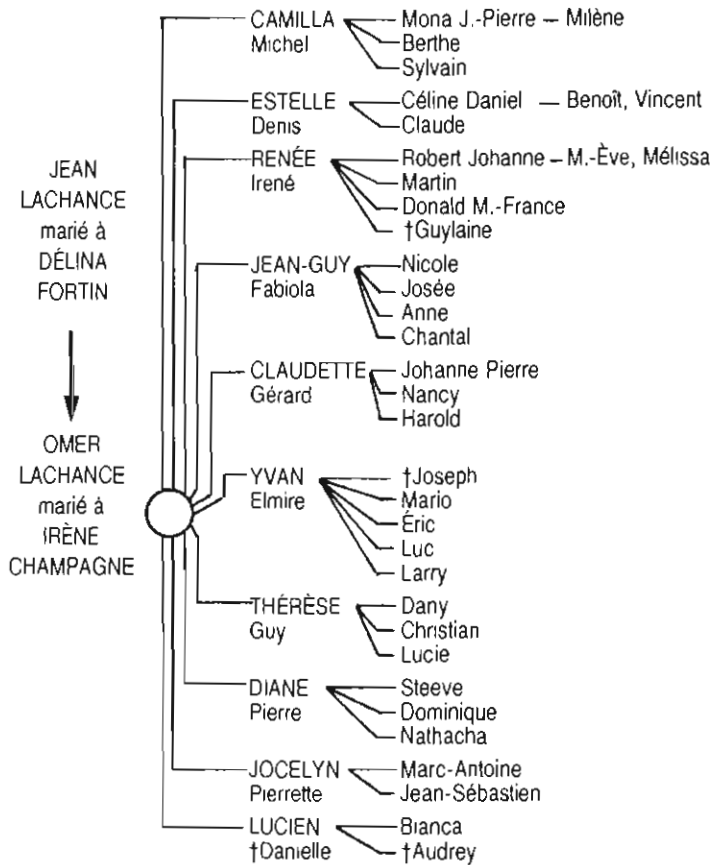 JEAN
LACHANCE
marié à
DÉLINA
FORTIN
OMER
LACHANCE
marié à
IRÈNE
CHAMPAGNE
CAMILLA
Michel
Mona J.-Pierre – Milène
Berthe
Sylvain
ESTELLE
Denis
Céline Daniel – Benoît, Vincent
Claude
RENÉE
Irené
Robert Johanne – M.-Ève, Mélissa
Martin
Donald M.-France
†Guylaine
JEAN-GUY
Fabiola
Nicole
Josée
Anne
Chantal
CLAUDETTE
Gérard
Johanne Pierre
Nancy
Harold
YVAN
Elmire
†Joseph
Mario
Éric
Luc
Larry
THÉRÈSE
Guy
Dany
Christian
Lucie
DIANE
Pierre
Steeve
Dominique
Nathacha
JOCELYN
Pierrette
Marc-Antoine
Jean-Sébastien
LUCIEN
†Danielle
Bianca
†Audrey